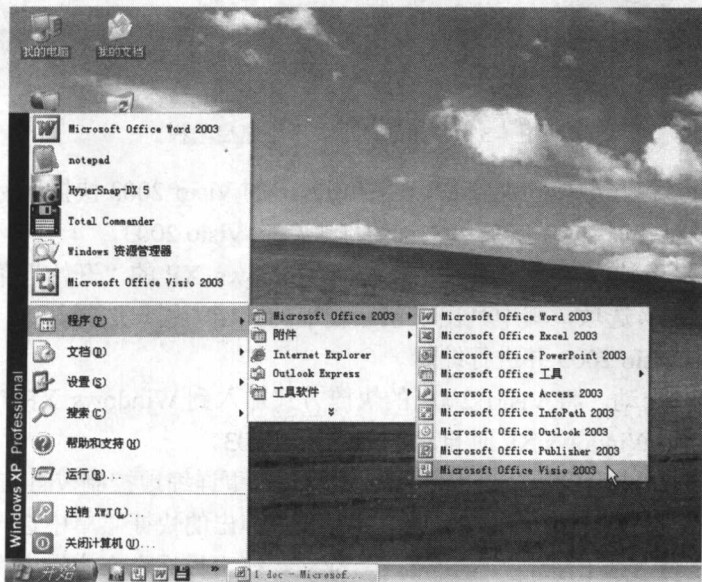 我的电脑
我的文档
Microsoft Office Word 2003
notepad
HyperSnap-DX 5
Total Commander
Windows 资源管理器
Microsoft Office Visio 2003
程序(P)
文档(D)
设置(S)
搜索(C)
帮助和支持(H)
运行(R)...
注销 XWJ(L)...
关闭计算机(U)...
Windows XP Professional
Microsoft Office 2003
附件
Internet Explorer
Outlook Express
工具软件
Microsoft Office Word 2003
Microsoft Office Excel 2003
Microsoft Office PowerPoint 2003
Microsoft Office 工具
Microsoft Office Access 2003
Microsoft Office InfoPath 2003
Microsoft Office Outlook 2003
Microsoft Office Publisher 2003
Microsoft Office Visio 2003
开始
1.doc - Microsof...